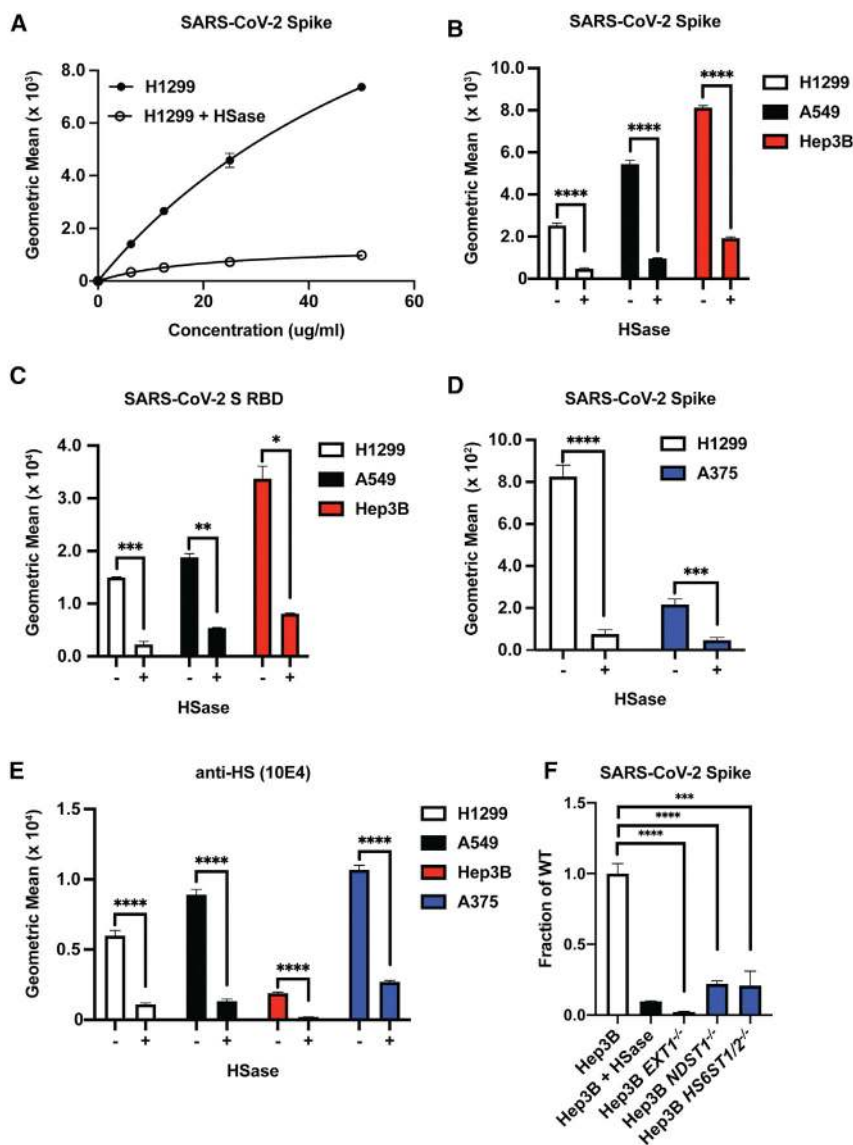 A
SARS-CoV-2 Spike
Geometric Mean (x 10³)
8.0
6.0
4.0
2.0
0
0 20 40 60
H1299
H1299 + HSase
Concentration (ug/ml)
B
SARS-CoV-2 Spike
Geometric Mean (x 10³)
10.0
8.0
6.0
4.0
2.0
0.0
**** **** ****
H1299
A549
Hep3B
- + - + - +
HSase
C
SARS-CoV-2 S RBD
Geometric Mean (x 10⁴)
4.0
3.0
2.0
1.0
0.0
*** ** *
H1299
A549
Hep3B
- + - + - +
HSase
D
SARS-CoV-2 Spike
Geometric Mean (x 10²)
10.0
8.0
6.0
4.0
2.0
0.0
**** ***
H1299
A375
- + - +
HSase
E
anti-HS (10E4)
Geometric Mean (x 10⁴)
1.5
1.0
0.5
0.0
**** **** **** ****
H1299
A549
Hep3B
A375
- + - + - + - +
HSase
F
SARS-CoV-2 Spike
Fraction of WT
1.5
1.0
0.5
0.0
***
****
****
Hep3B
Hep3B + HSase
Hep3B EXT1-/-
Hep3B NDST1-/-
Hep3B HS6ST1/2-/-